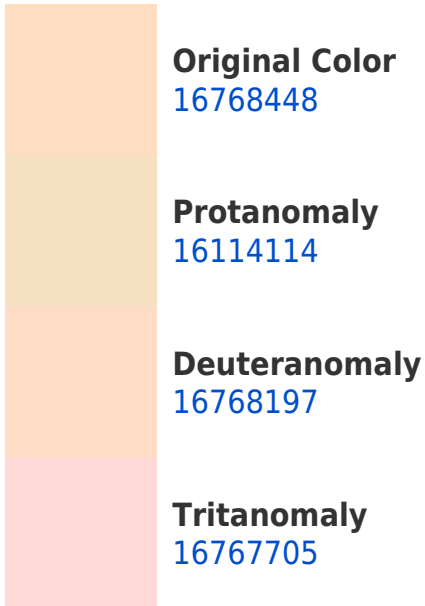 Original Color
16768448
Protanomaly
16114114
Deuteranomaly
16768197
Tritanomaly
16767705